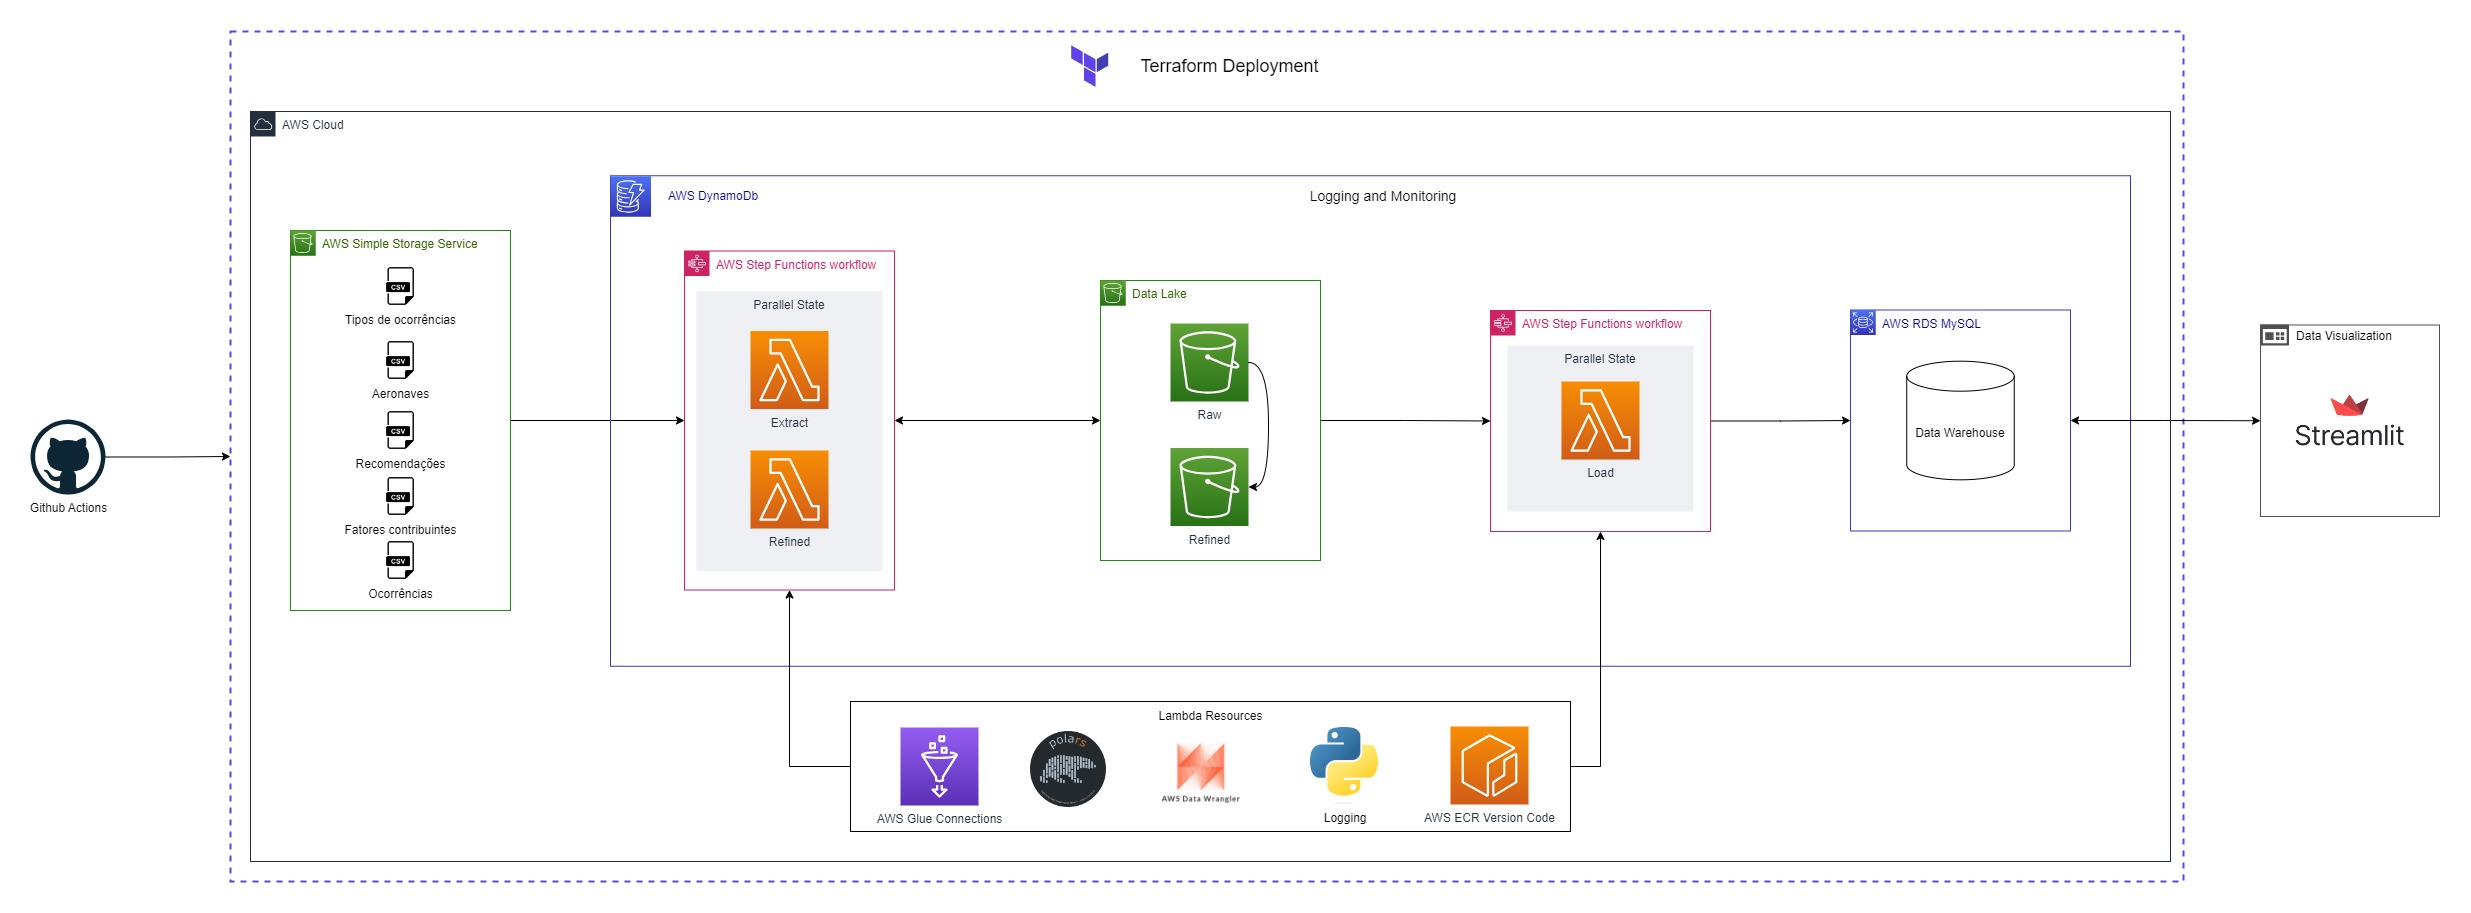 Terraform Deployment
AWS Cloud
AWS DynamoDb
Logging and Monitoring
AWS Simple Storage Service
CSV
Tipos de ocorrências
CSV
Aeronaves
CSV
Recomendações
CSV
Fatores contribuintes
CSV
Ocorrências
AWS Step Functions workflow
Parallel State
Extract
Refined
Data Lake
Raw
Refined
AWS Step Functions workflow
Parallel State
Load
AWS RDS MySQL
Data Warehouse
Data Visualization
Streamlit
Github Actions
Lambda Resources
AWS Glue Connections
polars
AWS Data Wrangler
Logging
AWS ECR Version Code